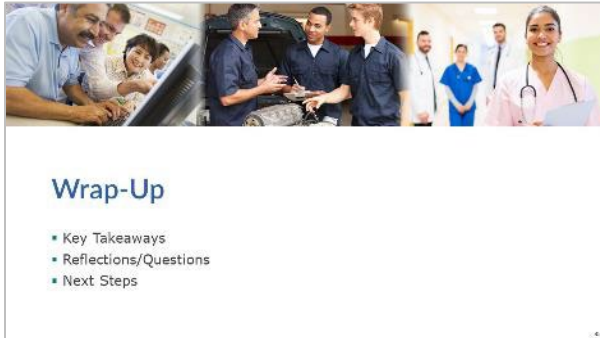 Wrap-Up
▪ Key Takeaways
▪ Reflections/Questions
▪ Next Steps